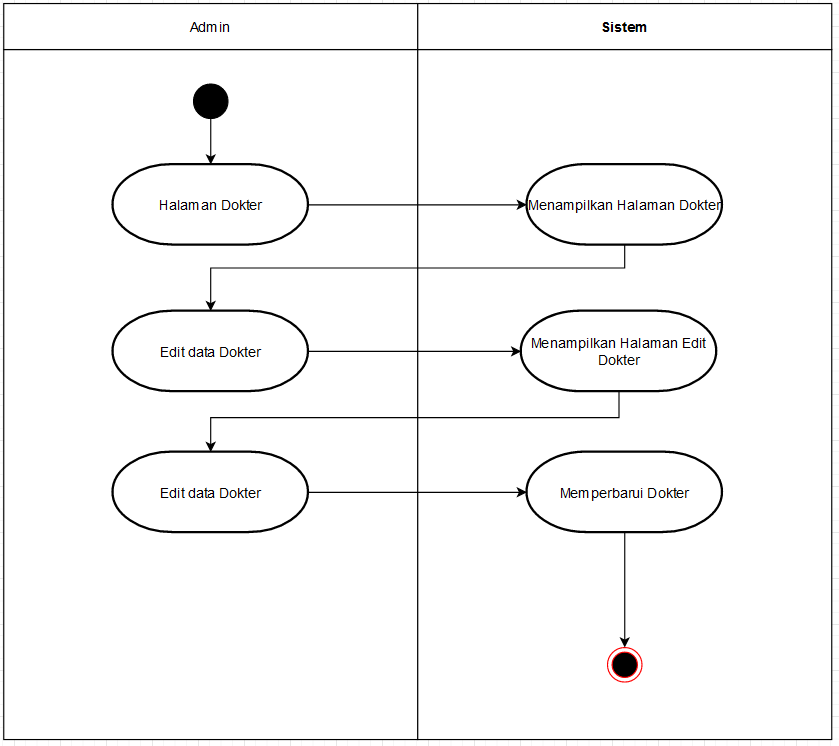 Admin
Sistem
Halaman Dokter
Menampilkan Halaman Dokter
Edit data Dokter
Menampilkan Halaman Edit
Dokter
Edit data Dokter
Memperbarui Dokter